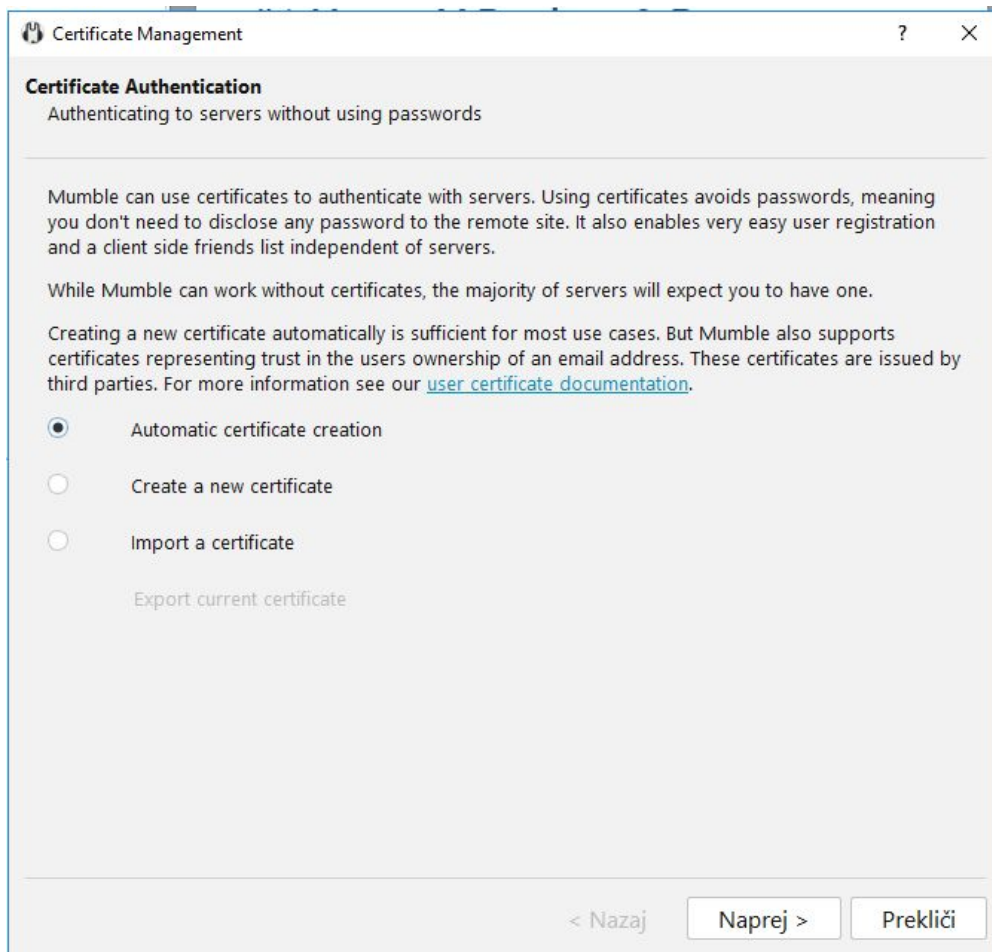 Certificate Management
?
Certificate Authentication
Authenticating to servers without using passwords
Mumble can use certificates to authenticate with servers. Using certificates avoids passwords, meaning
you don't need to disclose any password to the remote site. It also enables very easy user registration
and a client side friends list independent of servers.
While Mumble can work without certificates, the majority of servers will expect you to have one.
Creating a new certificate automatically is sufficient for most use cases. But Mumble also supports
certificates representing trust in the users ownership of an email address. These certificates are issued by
third parties. For more information see our user certificate documentation.
Automatic certificate creation
Create a new certificate
Import a certificate
Export current certificate
< Nazaj
Naprej >
Prekliči